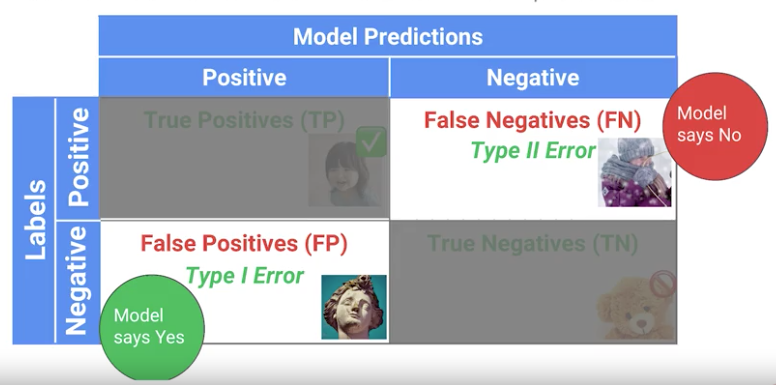 Model Predictions
Positive
Negative
Labels
Positive
True Positives (TP)
False Negatives (FN)
Type II Error
Model
says No
Negative
False Positives (FP)
Type I Error
True Negatives (TN)
Model
says Yes